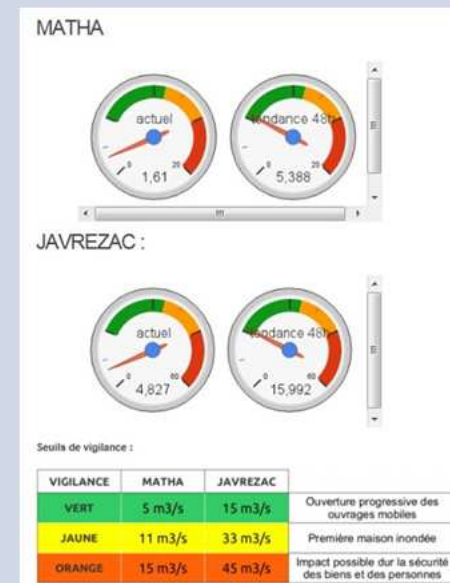 MATHA
actuel
tendance 48h
0
20
1,61
5,388
JAVREZAC :
actuel
tendance 48h
0
60
0
60
4,827
15,992
Seuils de vigilance :
VIGILANCE MATHA JAVREZAC
VERT 5 m3/s 15 m3/s Ouverture progressive des
ouvrages mobiles
JAUNE 11 m3/s 33 m3/s Première maison inondée
ORANGE 15 m3/s 45 m3/s Impact possible dur la sécurité
des biens et des personnes